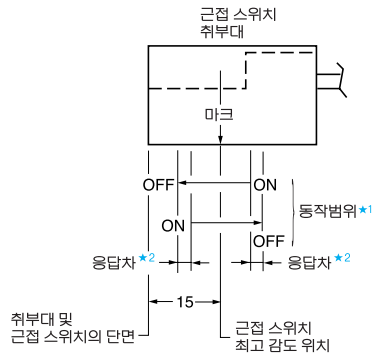 근접 스위치
취부대
마크
OFF
ON
동작범위★1
ON
OFF
응답차★2
응답차★2
15
취부대 및
근접 스위치의 단면
근접 스위치
최고 감도 위치